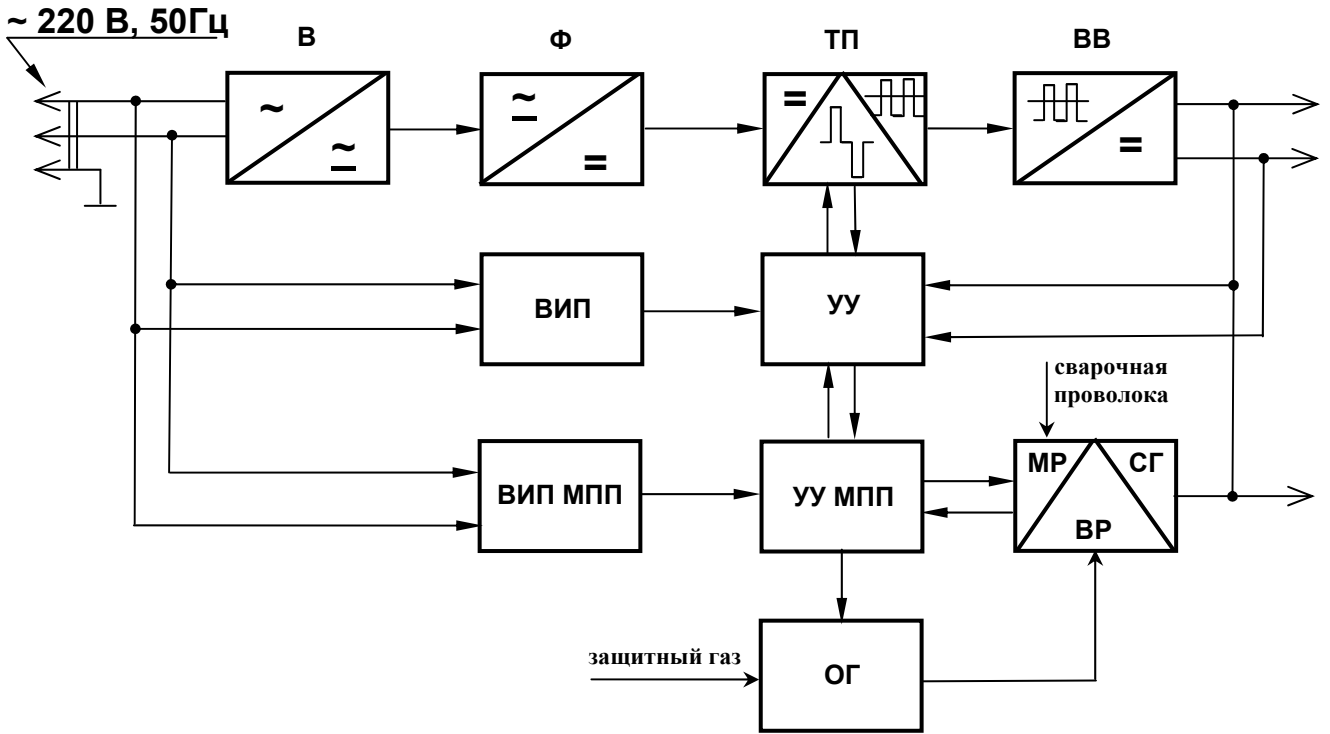 ~ 220 В, 50Гц
В
Ф
ТП
ВВ
ВИП
УУ
сварочная
проволока
ВИП МПП
УУ МПП
МР
СГ
ВР
защитный газ
ОГ